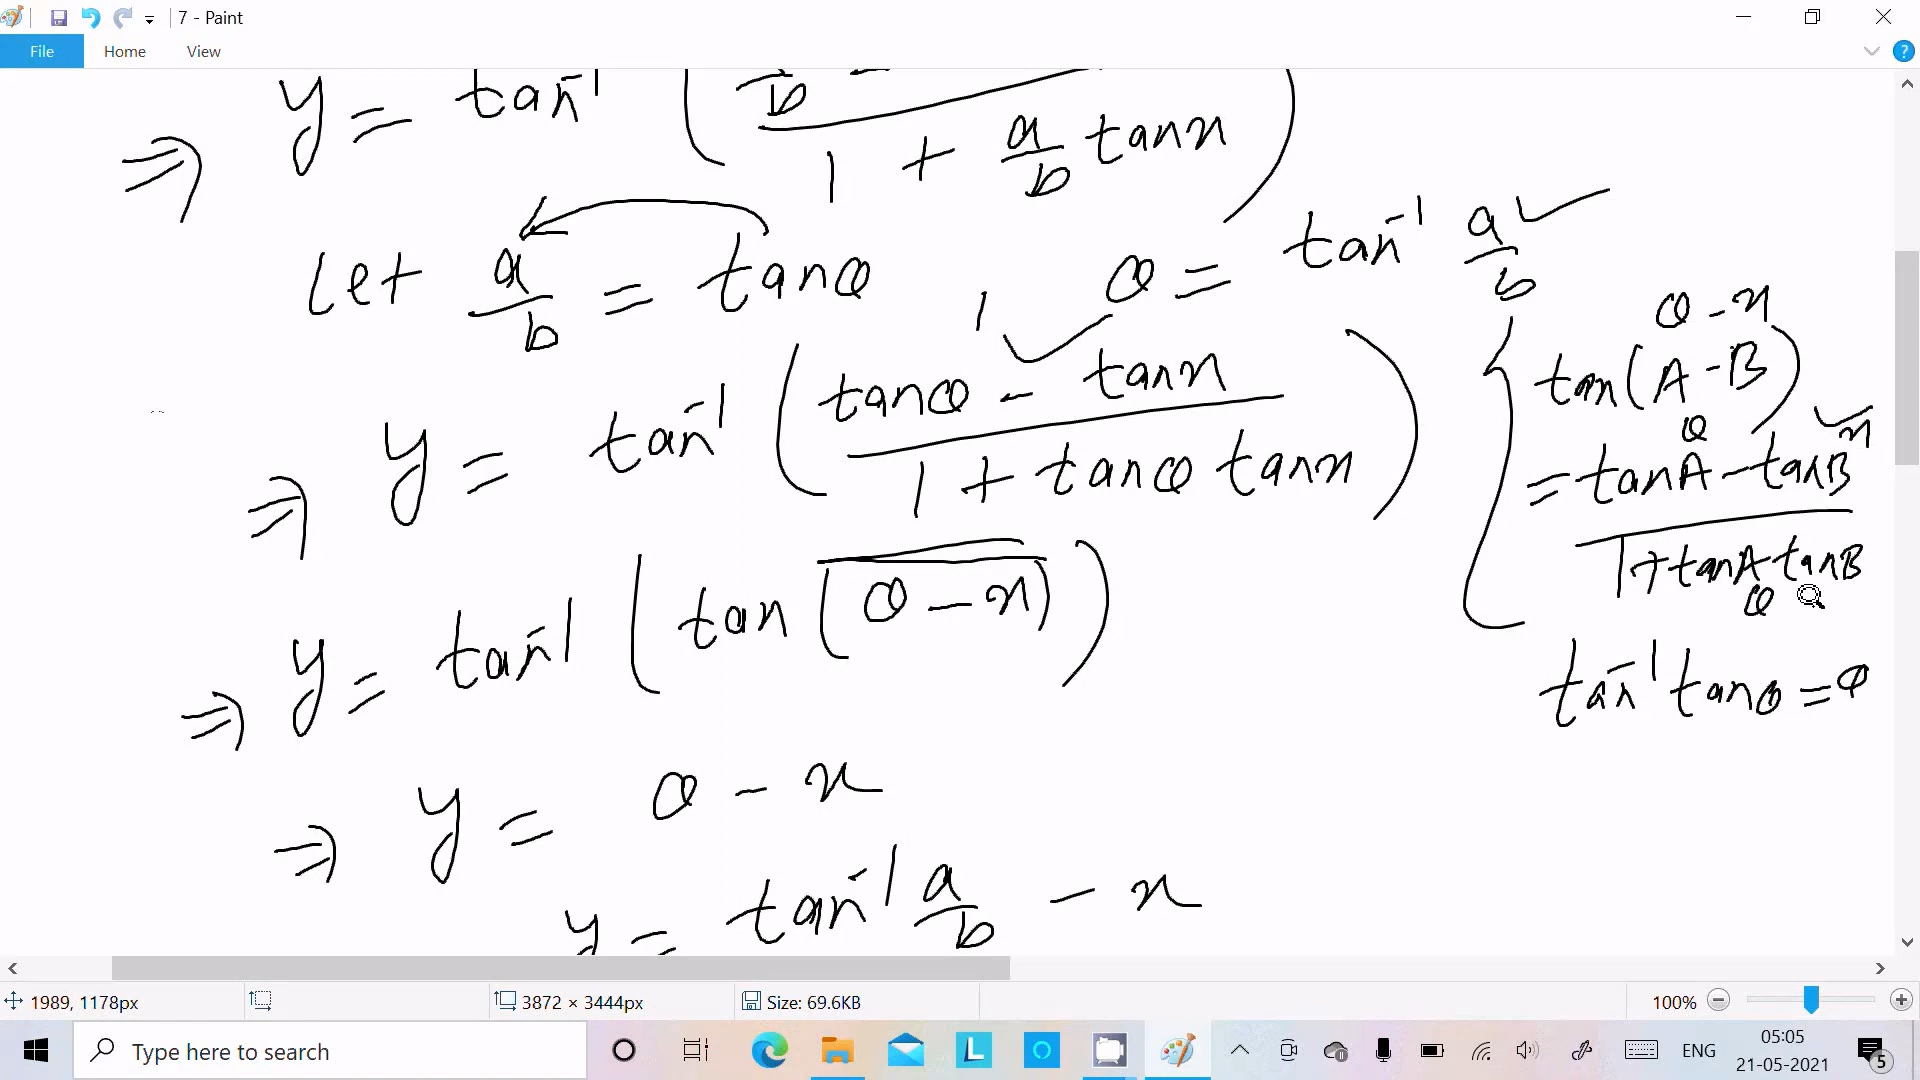 7 - Paint
File Home View
⇒ y = tan⁻¹ ( /b − / 1 + a/b tanx )
Let a/b = tanθ , θ = tan⁻¹ a/b
⇒ y = tan⁻¹ ( tanθ - tanx / 1 + tanθ tanx )
θ - x
tan(A - B)
θ x
= tanA - tanB / 1 + tanA tanB
θ
⇒ y = tan⁻¹ ( tan (θ - x) )
tan⁻¹ tanθ = θ
⇒ y = θ - x
y = tan⁻¹ a/b - x
1989, 1178px 3872 × 3444px Size: 69.6KB 100%
Type here to search
L
ENG
05:05
21-05-2021
5